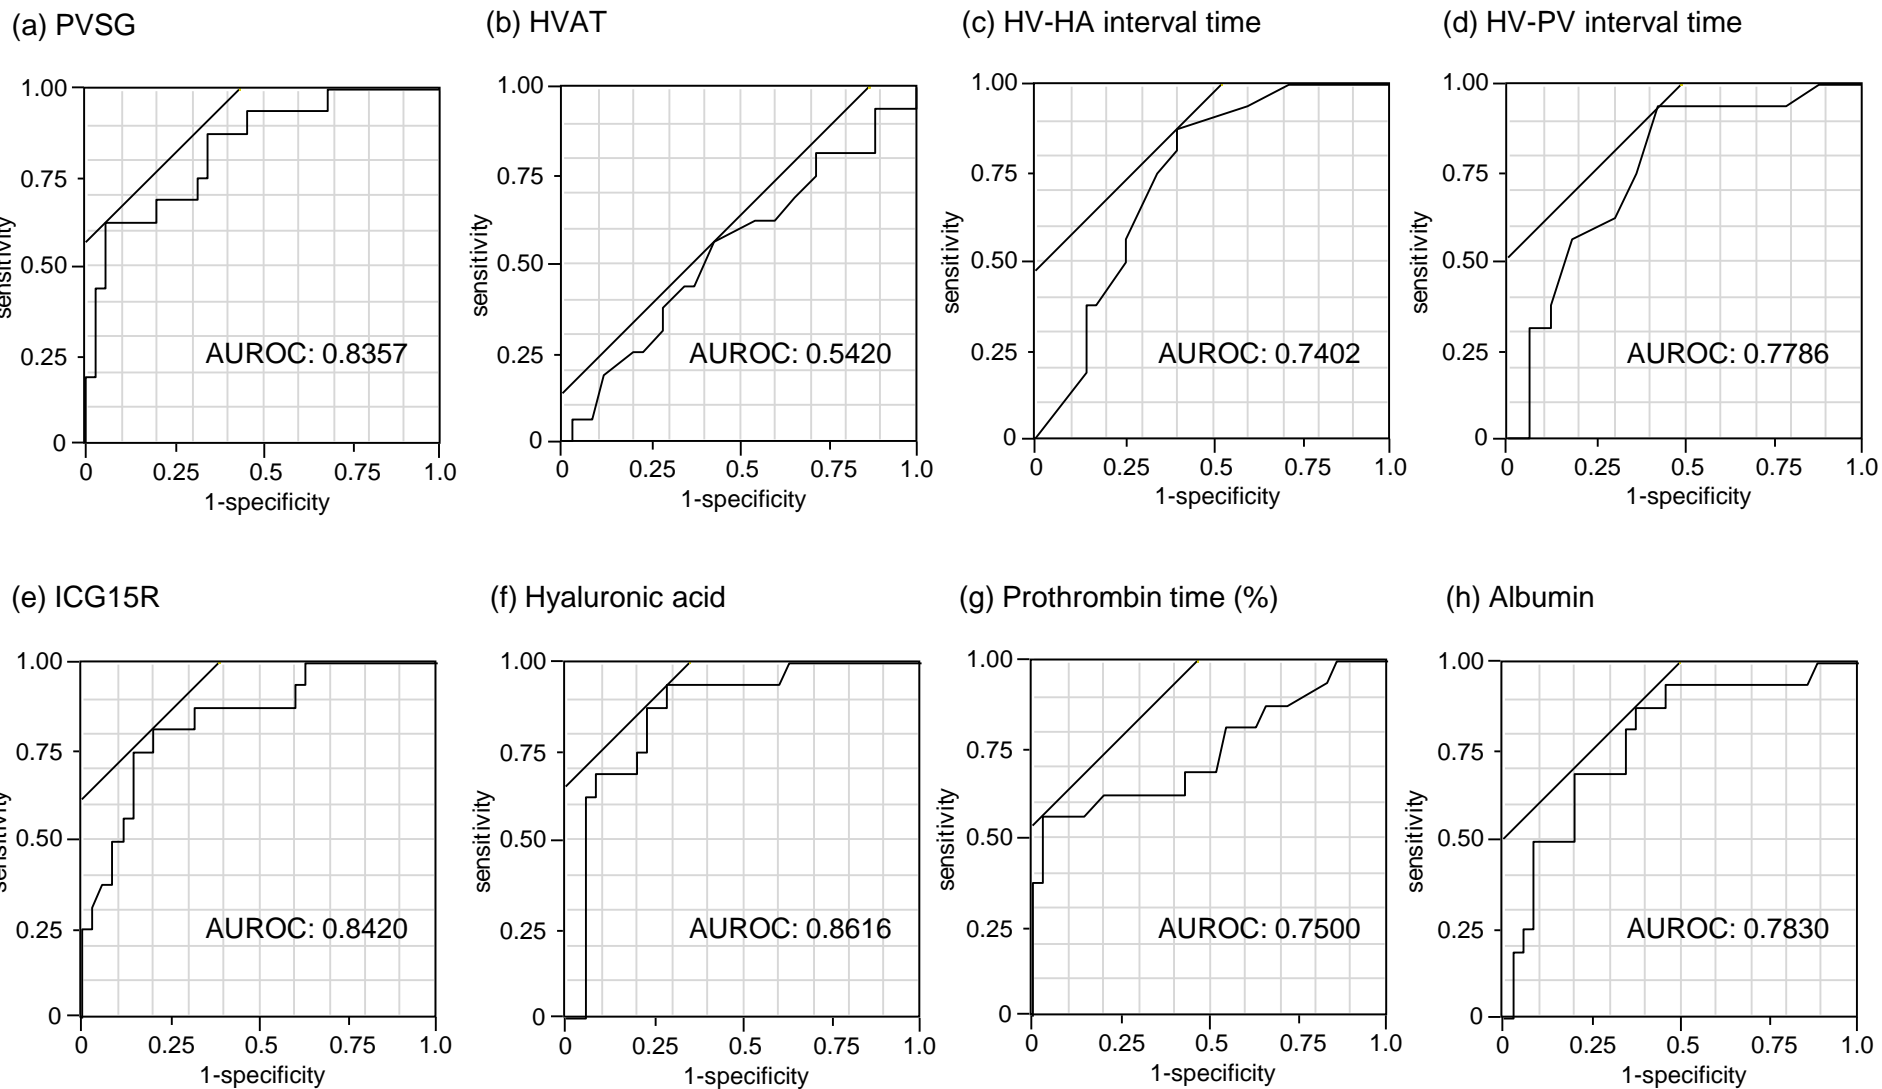 (a) PVSG
1.00
0.75
0.50
0.25
0
sensitivity
AUROC: 0.8357
0 0.25 0.5 0.75 1.0
1-specificity
(b) HVAT
1.00
0.75
0.50
0.25
0
sensitivity
AUROC: 0.5420
0 0.25 0.5 0.75 1.0
1-specificity
(c) HV-HA interval time
1.00
0.75
0.50
0.25
0
sensitivity
AUROC: 0.7402
0 0.25 0.5 0.75 1.0
1-specificity
(d) HV-PV interval time
1.00
0.75
0.50
0.25
0
sensitivity
AUROC: 0.7786
0 0.25 0.5 0.75 1.0
1-specificity
(e) ICG15R
1.00
0.75
0.50
0.25
0
sensitivity
AUROC: 0.8420
0 0.25 0.5 0.75 1.0
1-specificity
(f) Hyaluronic acid
1.00
0.75
0.50
0.25
0
sensitivity
AUROC: 0.8616
0 0.25 0.5 0.75 1.0
1-specificity
(g) Prothrombin time (%)
1.00
0.75
0.50
0.25
0
sensitivity
AUROC: 0.7500
0 0.25 0.5 0.75 1.0
1-specificity
(h) Albumin
1.00
0.75
0.50
0.25
0
sensitivity
AUROC: 0.7830
0 0.25 0.5 0.75 1.0
1-specificity